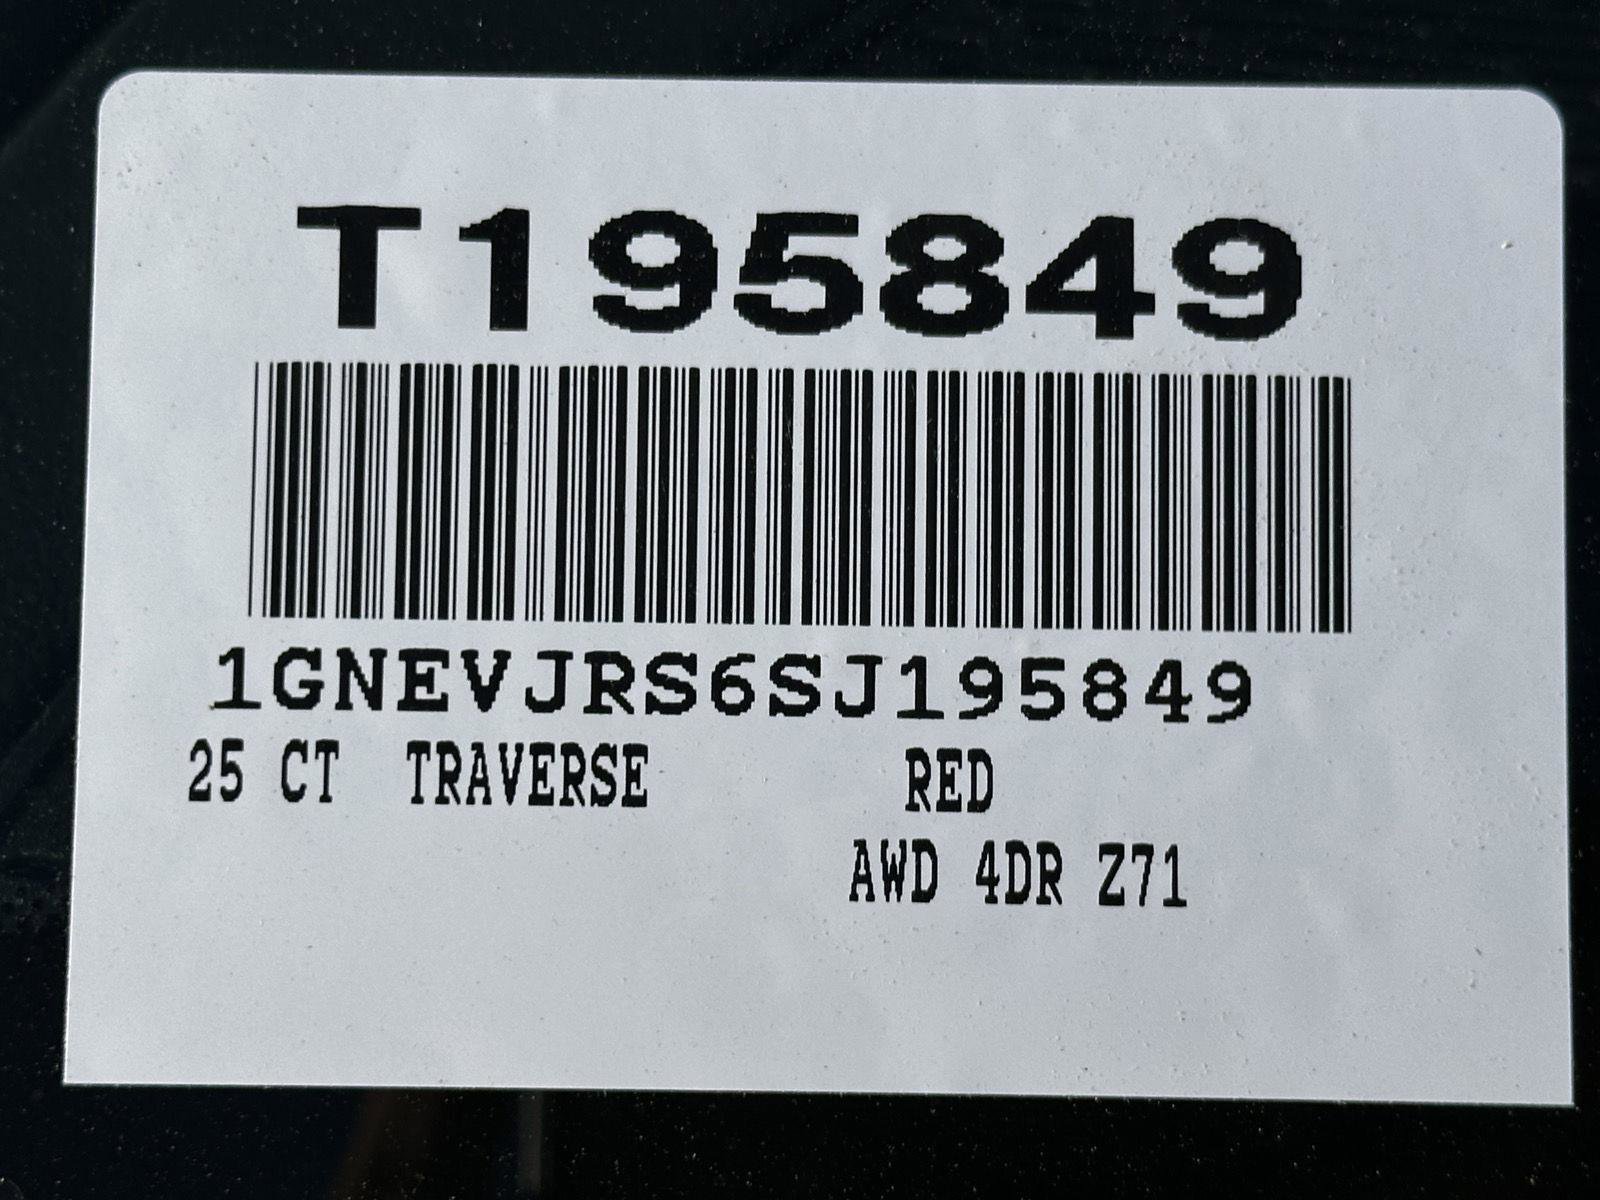 T195849
1GNEVJRS6SJ195849
25 CT TRAVERSE RED
AWD 4DR Z71